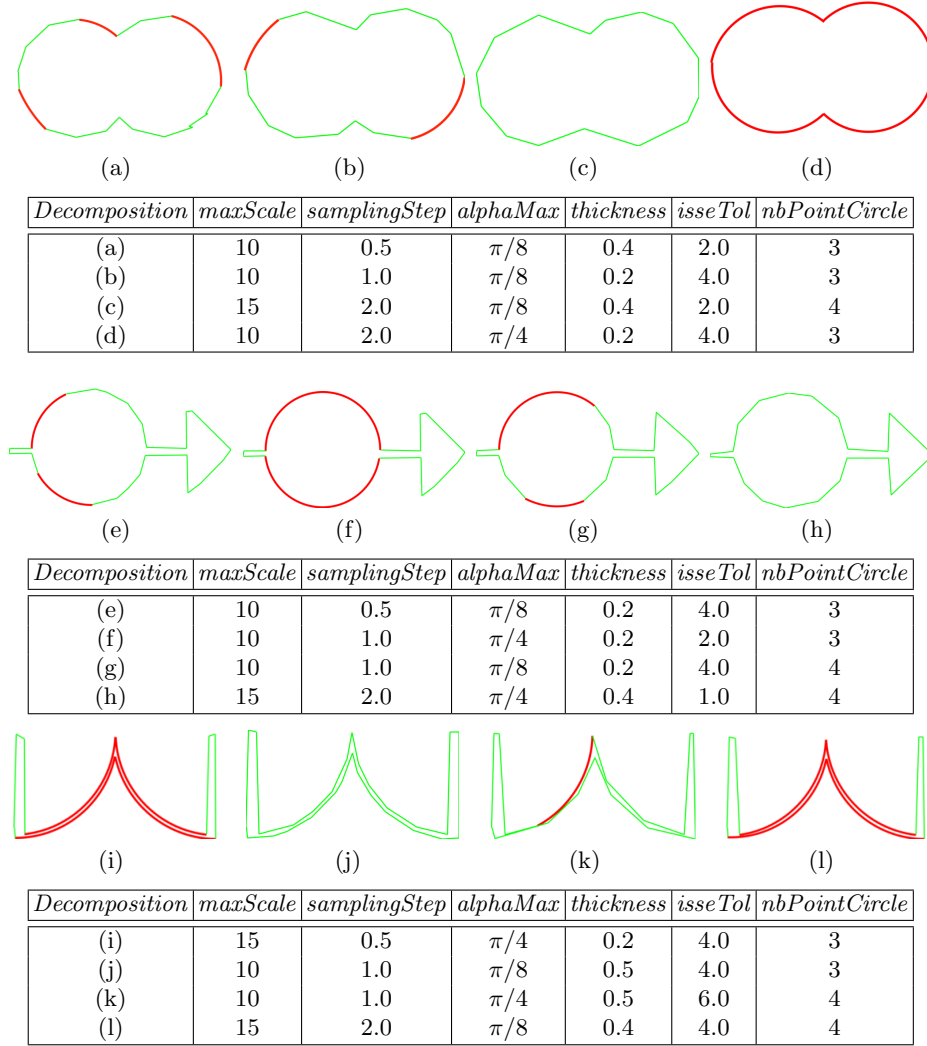 (a) (b) (c) (d)
Decomposition maxScale samplingStep alphaMax thickness isseTol nbPointCircle
(a) 10 0.5 π/8 0.4 2.0 3
(b) 10 1.0 π/8 0.2 4.0 3
(c) 15 2.0 π/8 0.4 2.0 4
(d) 10 2.0 π/4 0.2 4.0 3
(e) (f) (g) (h)
Decomposition maxScale samplingStep alphaMax thickness isseTol nbPointCircle
(e) 10 0.5 π/8 0.2 4.0 3
(f) 10 1.0 π/4 0.2 2.0 3
(g) 10 1.0 π/8 0.2 4.0 4
(h) 15 2.0 π/4 0.4 1.0 4
(i) (j) (k) (l)
Decomposition maxScale samplingStep alphaMax thickness isseTol nbPointCircle
(i) 15 0.5 π/4 0.2 4.0 3
(j) 10 1.0 π/8 0.5 4.0 3
(k) 10 1.0 π/4 0.5 6.0 4
(l) 15 2.0 π/8 0.4 4.0 4